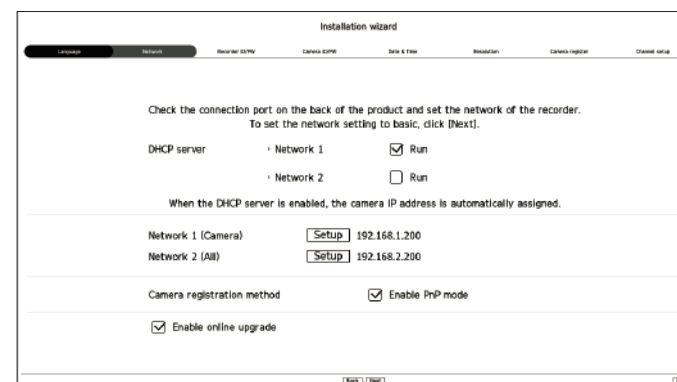 Installation wizard
Language Network Recorder ID/PW Camera ID/PW Date & Time Resolution Camera register Channel setup
Check the connection port on the back of the product and set the network of the recorder.
To set the network setting to basic, click [Next].
DHCP server Network 1 Run
Network 2 Run
When the DHCP server is enabled, the camera IP address is automatically assigned.
Network 1 (Camera) Setup 192.168.1.200
Network 2 (All) Setup 192.168.2.200
Camera registration method Enable PnP mode
Enable online upgrade
Back Next